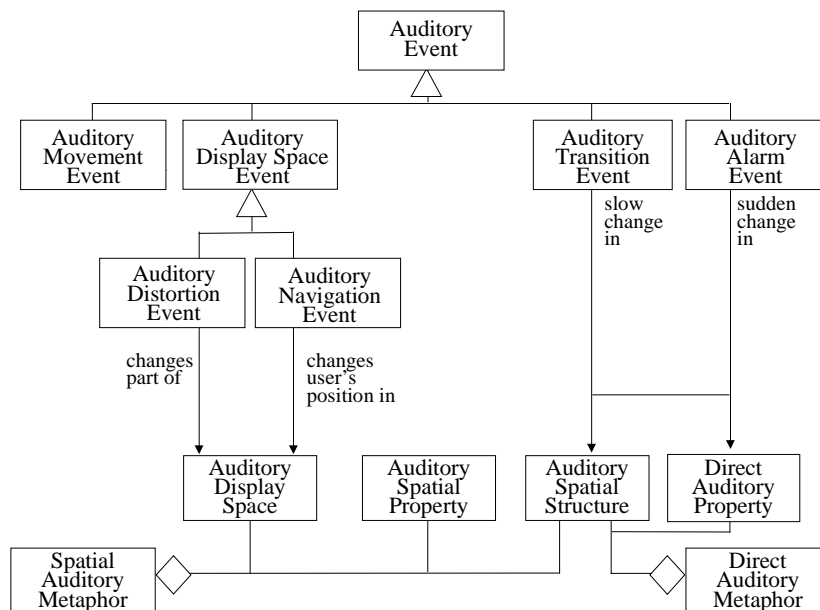 Auditory
Event
Auditory
Movement
Event
Auditory
Display Space
Event
Auditory
Transition
Event
Auditory
Alarm
Event
slow
change
in
sudden
change
in
Auditory
Distortion
Event
Auditory
Navigation
Event
changes
part of
changes
user's
position in
Auditory
Display
Space
Auditory
Spatial
Property
Auditory
Spatial
Structure
Direct
Auditory
Property
Spatial
Auditory
Metaphor
Direct
Auditory
Metaphor